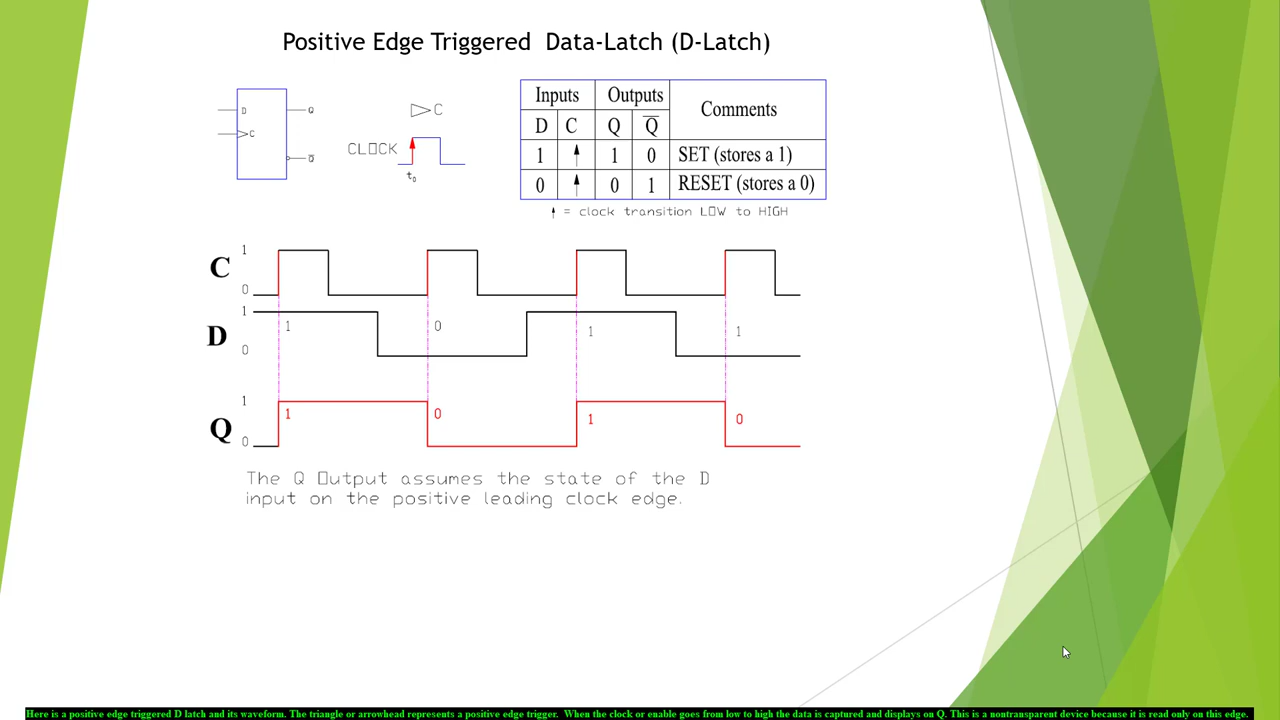 Positive Edge Triggered Data-Latch (D-Latch)
D Q
C
Q̅
C
CLOCK
t₀
Inputs Outputs Comments
D C Q Q̅
1 ↑ 1 0 SET (stores a 1)
0 ↑ 0 1 RESET (stores a 0)
↑ = clock transition LOW to HIGH
C 1 0
D 1 0 1 0 1 1
Q 1 0 1 0 1 0
The Q Output assumes the state of the D
input on the positive leading clock edge.
Here is a positive edge triggered D latch and its waveform. The triangle or arrowhead represents a positive edge trigger. When the clock or enable goes from low to high the data is captured and displays on Q. This is a nontransparent device because it is read only on this edge.